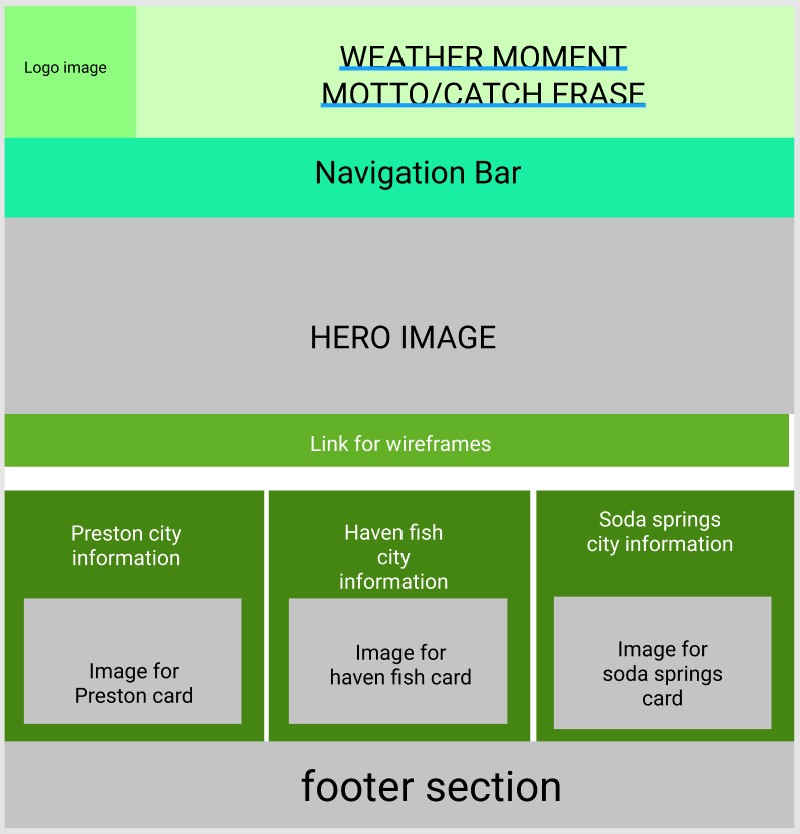 Logo image
WEATHER MOMENT
MOTTO/CATCH FRASE
Navigation Bar
HERO IMAGE
Link for wireframes
Preston city
information
Image for
Preston card
Haven fish
city
information
Image for
haven fish card
Soda springs
city information
Image for
soda springs
card
footer section